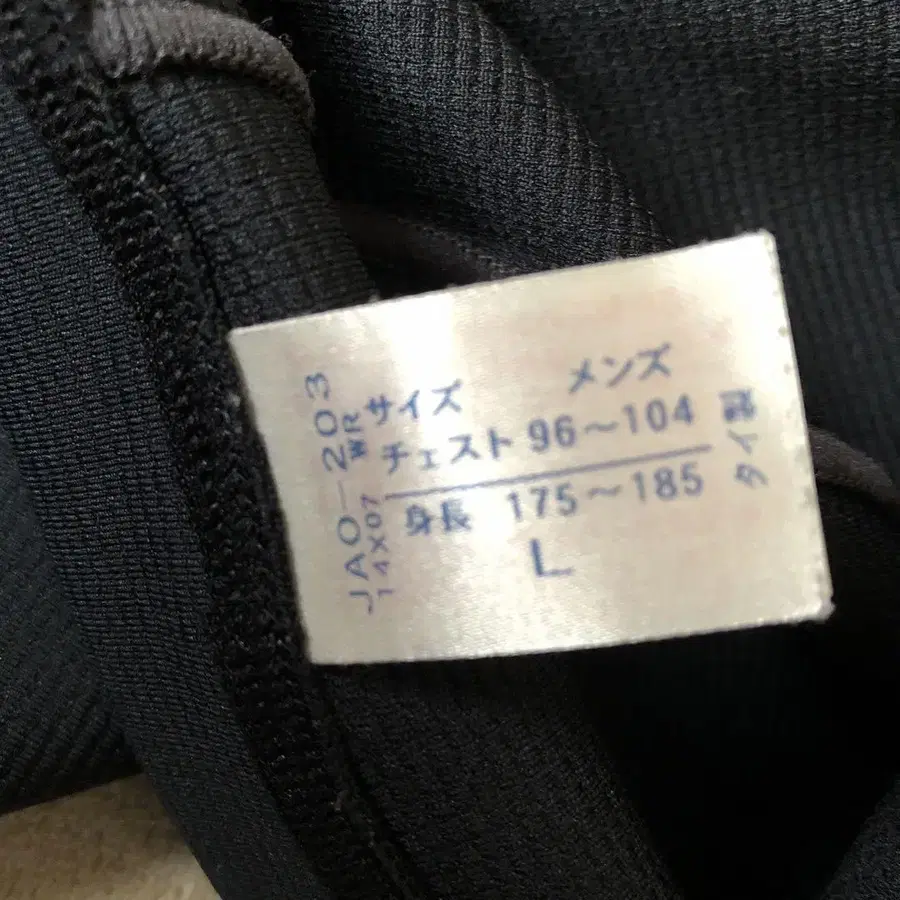 メンズ
サイズ
チェスト 96～104
身長 175～185
L
タイ製
JAO-203
WR
14X07